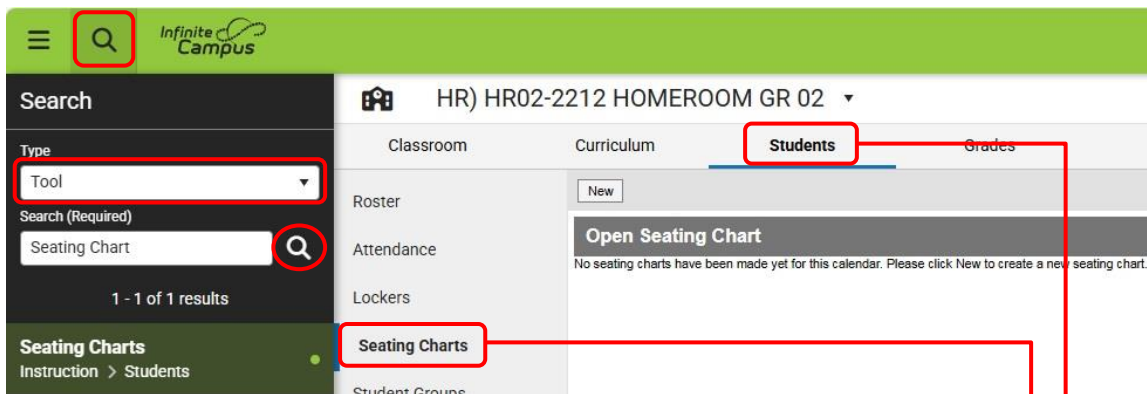 Infinite
Campus
Search
HR) HR02-2212 HOMEROOM GR 02
Type
Tool
Search (Required)
Seating Chart
1 - 1 of 1 results
Seating Charts
Instruction > Students
Classroom
Curriculum
Students
Grades
Roster
Attendance
Lockers
Seating Charts
Student Groups
New
Open Seating Chart
No seating charts have been made yet for this calendar. Please click New to create a new seating chart.